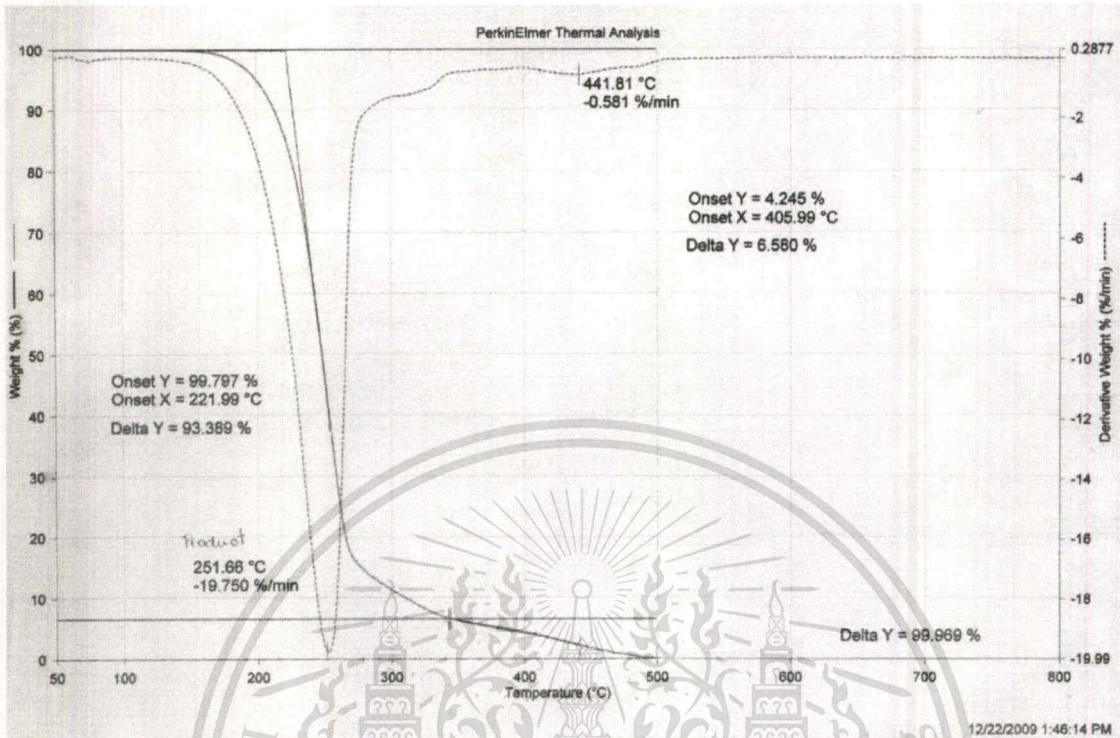 PerkinElmer Thermal Analysis
100
90
80
70
60
50
40
30
20
10
0
Weight % (%)
0.2877
-2
-4
-6
-8
-10
-12
-14
-16
-18
-19.99
Derivative Weight % (%/min)
441.81 °C
-0.581 %/min
Onset Y = 4.245 %
Onset X = 405.99 °C
Delta Y = 6.580 %
Onset Y = 99.797 %
Onset X = 221.99 °C
Delta Y = 93.389 %
Product
251.66 °C
-19.750 %/min
Delta Y = 99.969 %
50 100 200 300 400 500 600 700 800
Temperature (°C)
12/22/2009 1:46:14 PM